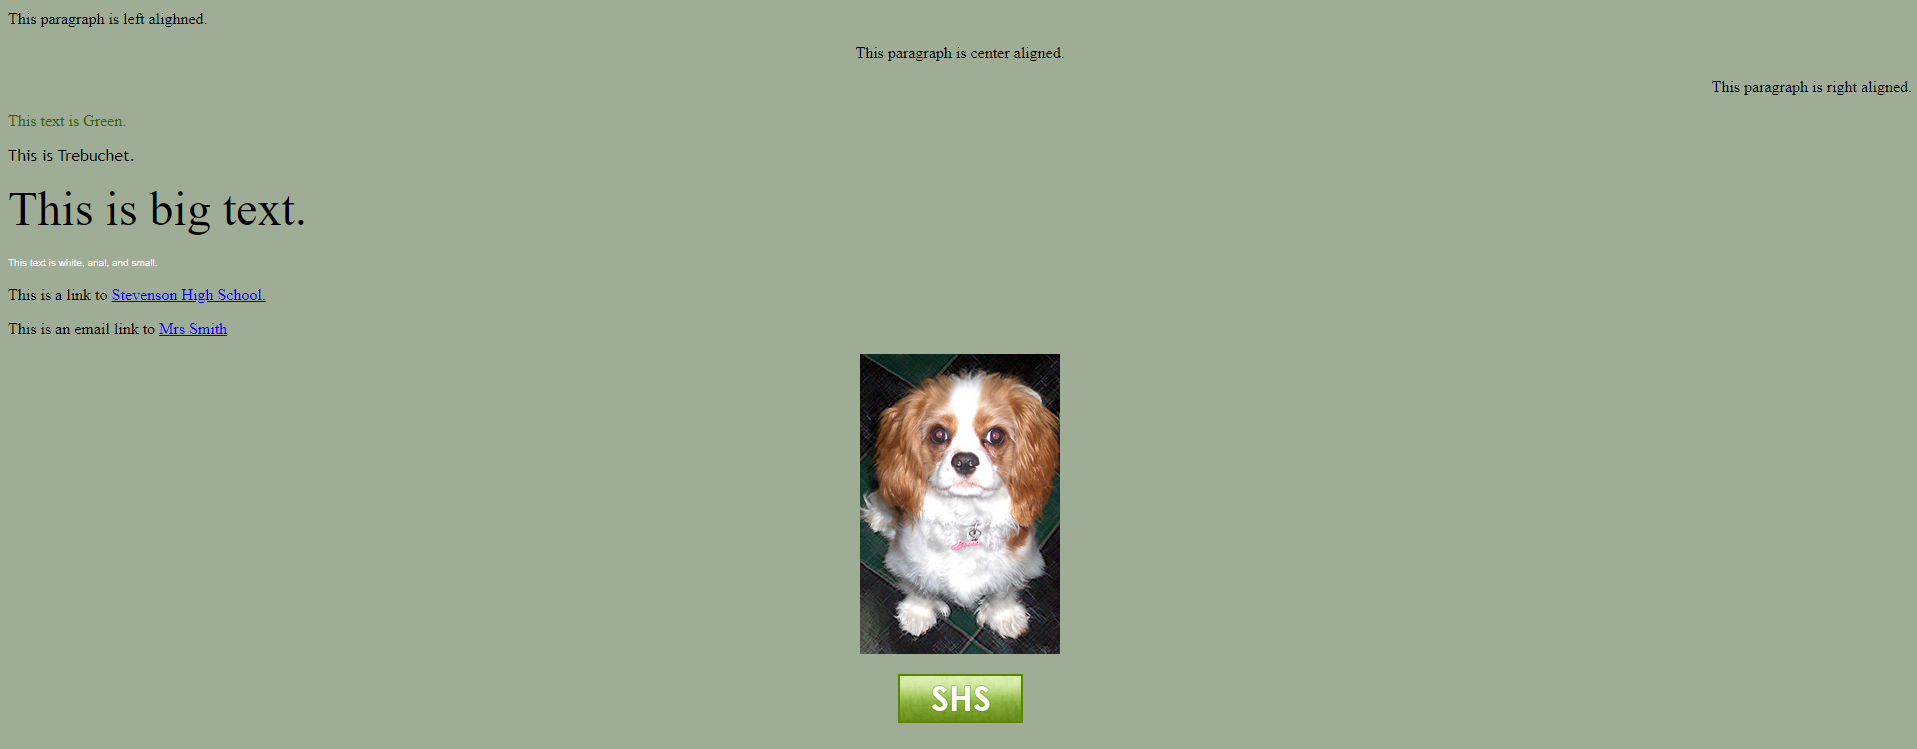 This paragraph is left alighned.
This paragraph is center aligned.
This paragraph is right aligned.
This text is Green.
This is Trebuchet.
This is big text.
This text is white, arial, and small.
This is a link to Stevenson High School.
This is an email link to Mrs Smith
SHS